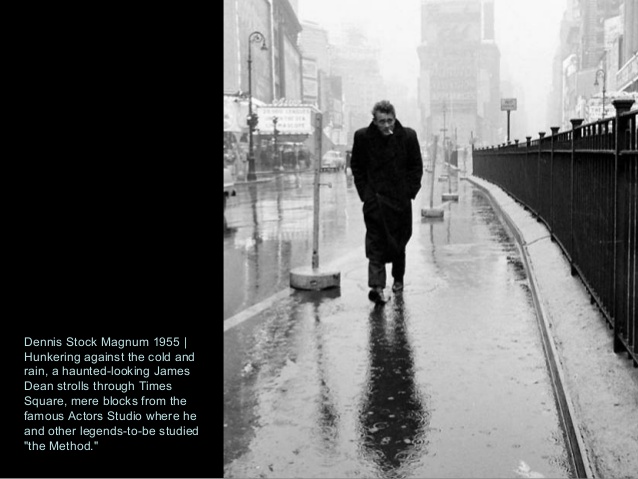 Dennis Stock Magnum 1955 |
Hunkering against the cold and
rain, a haunted-looking James
Dean strolls through Times
Square, mere blocks from the
famous Actors Studio where he
and other legends-to-be studied
"the Method."